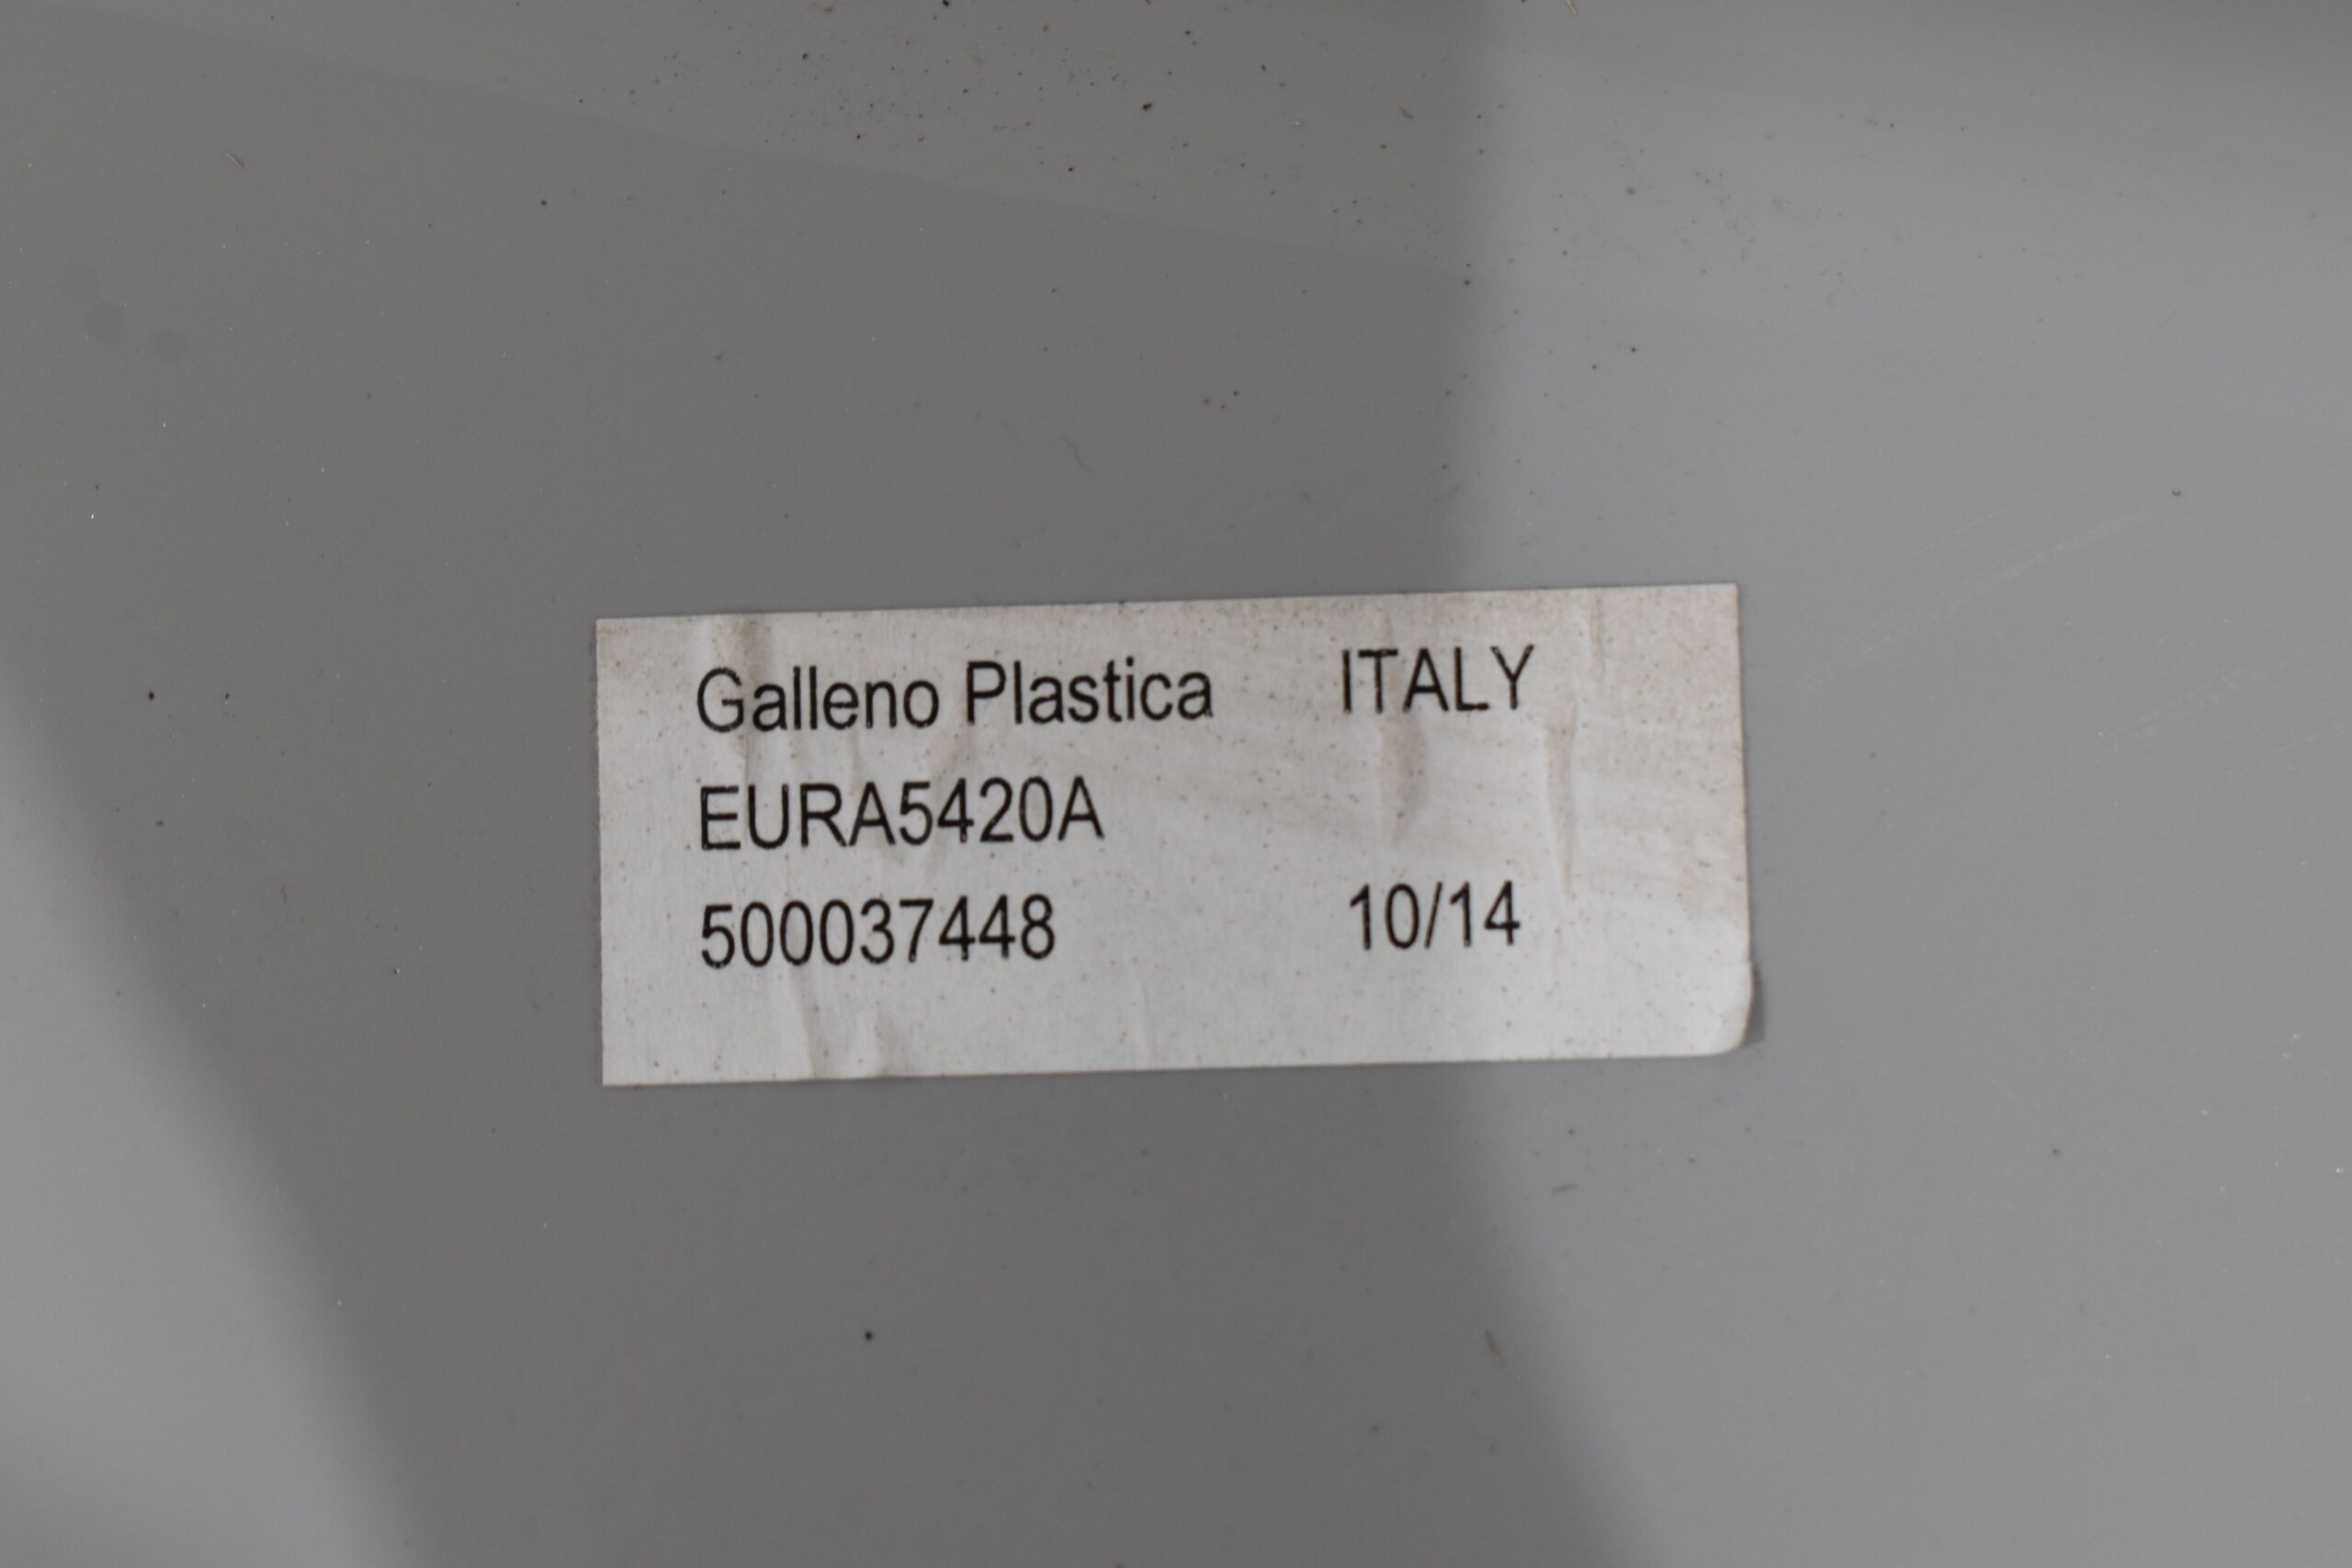 Galleno Plastica ITALY
EURA5420A
500037448 10/14